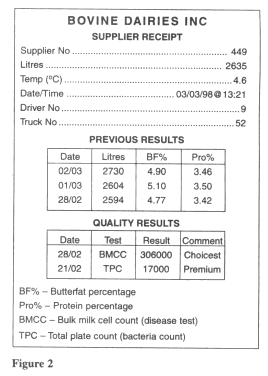 BOVINE DAIRIES INC
SUPPLIER RECEIPT
Supplier No ........ 449
Litres ........ 2635
Temp (ºC) ........ 4.6
Date/Time ........ 03/03/98@13:21
Driver No ........ 9
Truck No ........ 52
PREVIOUS RESULTS
Date Litres BF% Pro%
02/03 2730 4.90 3.46
01/03 2604 5.10 3.50
28/02 2594 4.77 3.42
QUALITY RESULTS
Date Test Result Comment
28/02 BMCC 306000 Choicest
21/02 TPC 17000 Premium
BF% – Butterfat percentage
Pro% – Protein percentage
BMCC – Bulk milk cell count (disease test)
TPC – Total plate count (bacteria count)
Figure 2